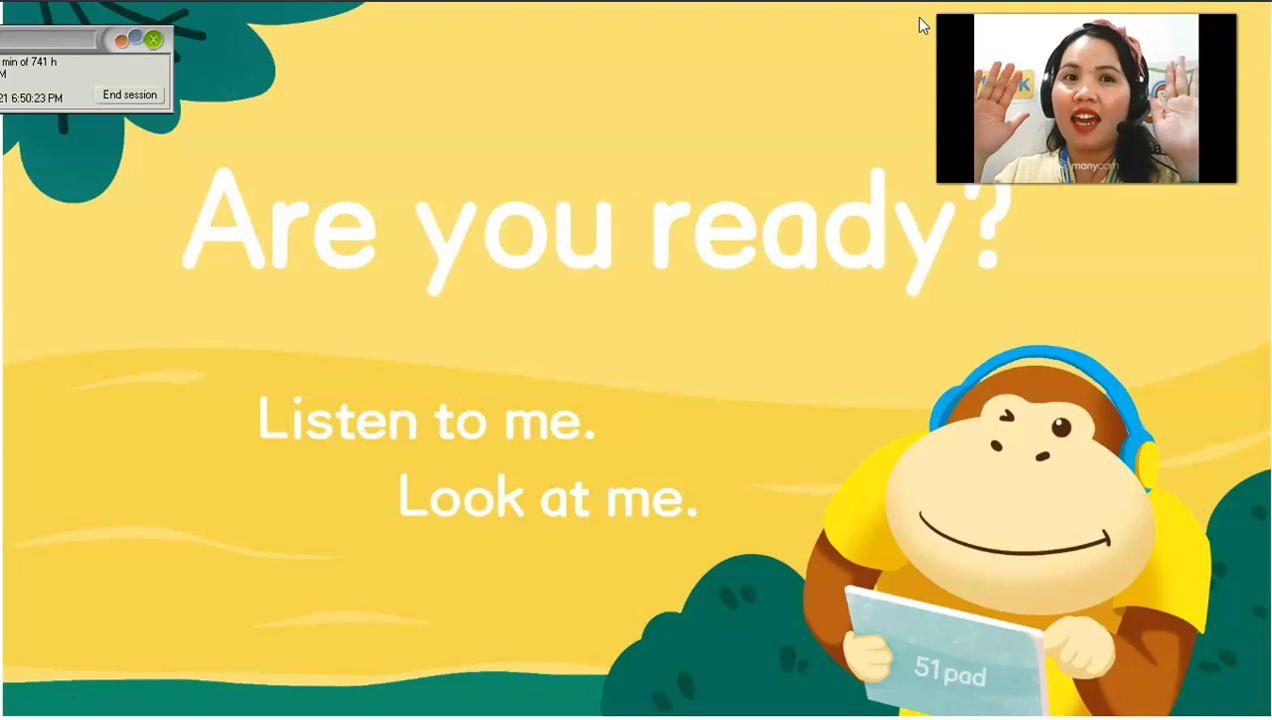 min of 741 h
M
21 6:50:23 PM
End session
manycam
Are you ready?
Listen to me.
Look at me.
51pad